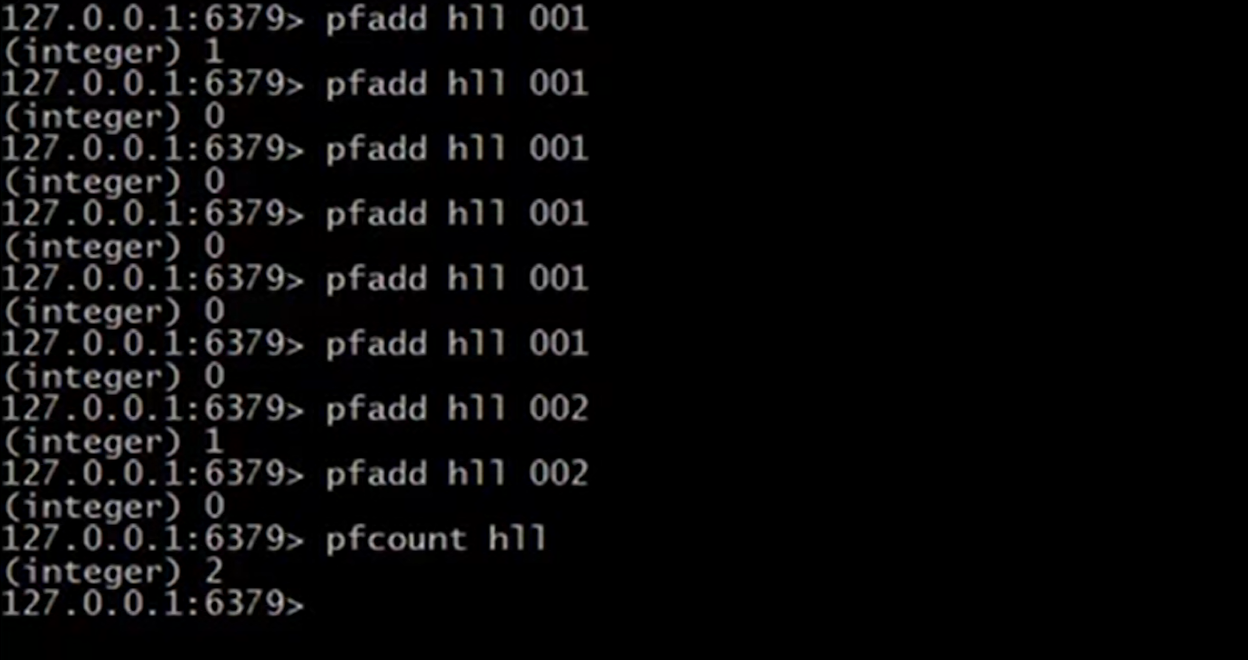 127.0.0.1:6379> pfadd hll 001
(integer) 1
127.0.0.1:6379> pfadd hll 001
(integer) 0
127.0.0.1:6379> pfadd hll 001
(integer) 0
127.0.0.1:6379> pfadd hll 001
(integer) 0
127.0.0.1:6379> pfadd hll 001
(integer) 0
127.0.0.1:6379> pfadd hll 001
(integer) 0
127.0.0.1:6379> pfadd hll 002
(integer) 1
127.0.0.1:6379> pfadd hll 002
(integer) 0
127.0.0.1:6379> pfcount hll
(integer) 2
127.0.0.1:6379>